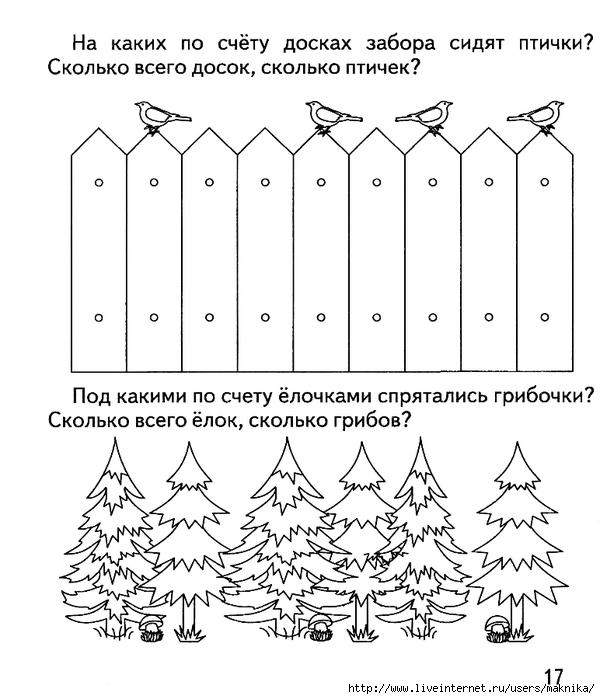 На каких по счёту досках забора сидят птички?
Сколько всего досок, сколько птичек?
Под какими по счету ёлочками спрятались грибочки?
Сколько всего ёлок, сколько грибов?
17
http://www.liveinternet.ru/users/maknika/